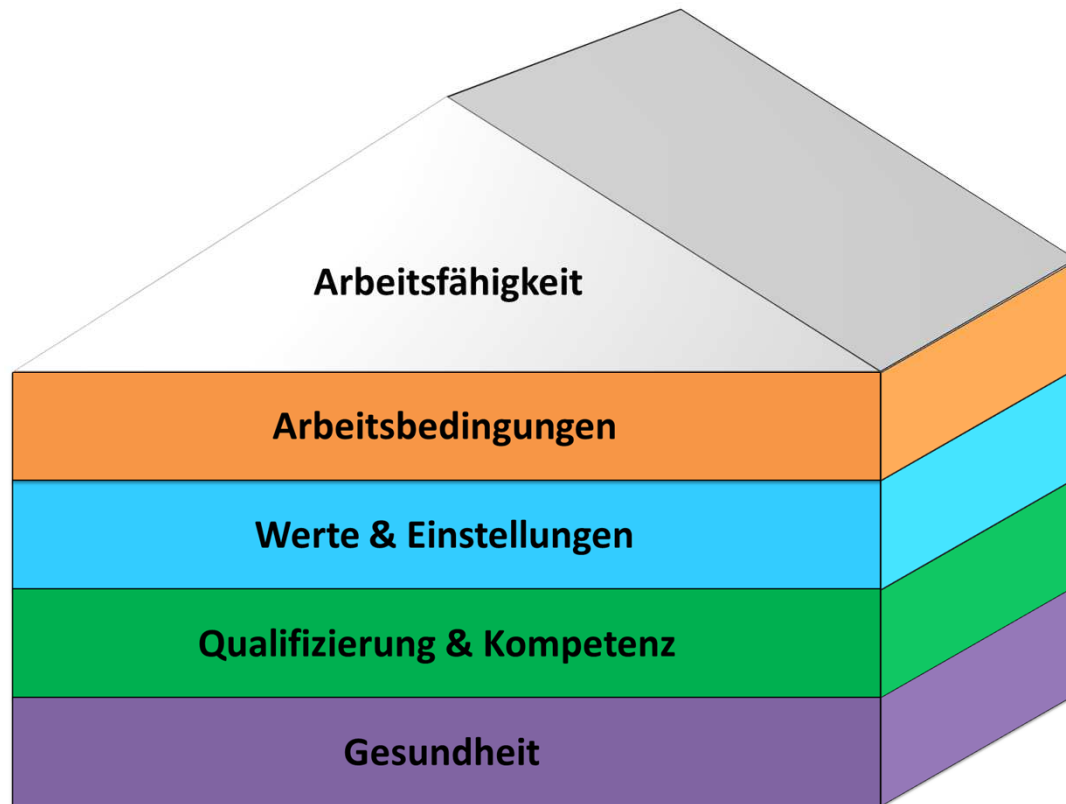 Arbeitsfähigkeit
Arbeitsbedingungen
Werte & Einstellungen
Qualifizierung & Kompetenz
Gesundheit